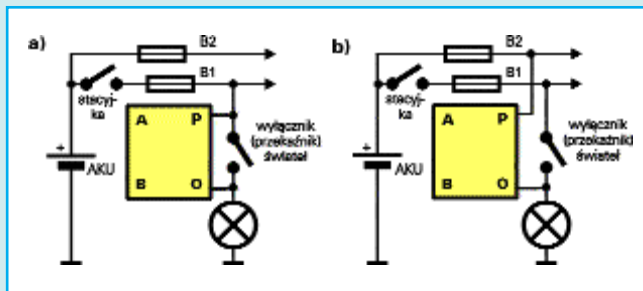 a)
B2
B1
stacyj-
ka
A P
wyłącznik
(przekaźnik)
świateł
+
AKU
B O
b)
B2
B1
stacyj-
ka
A P
wyłącznik
(przekaźnik)
świateł
+
AKU
B O